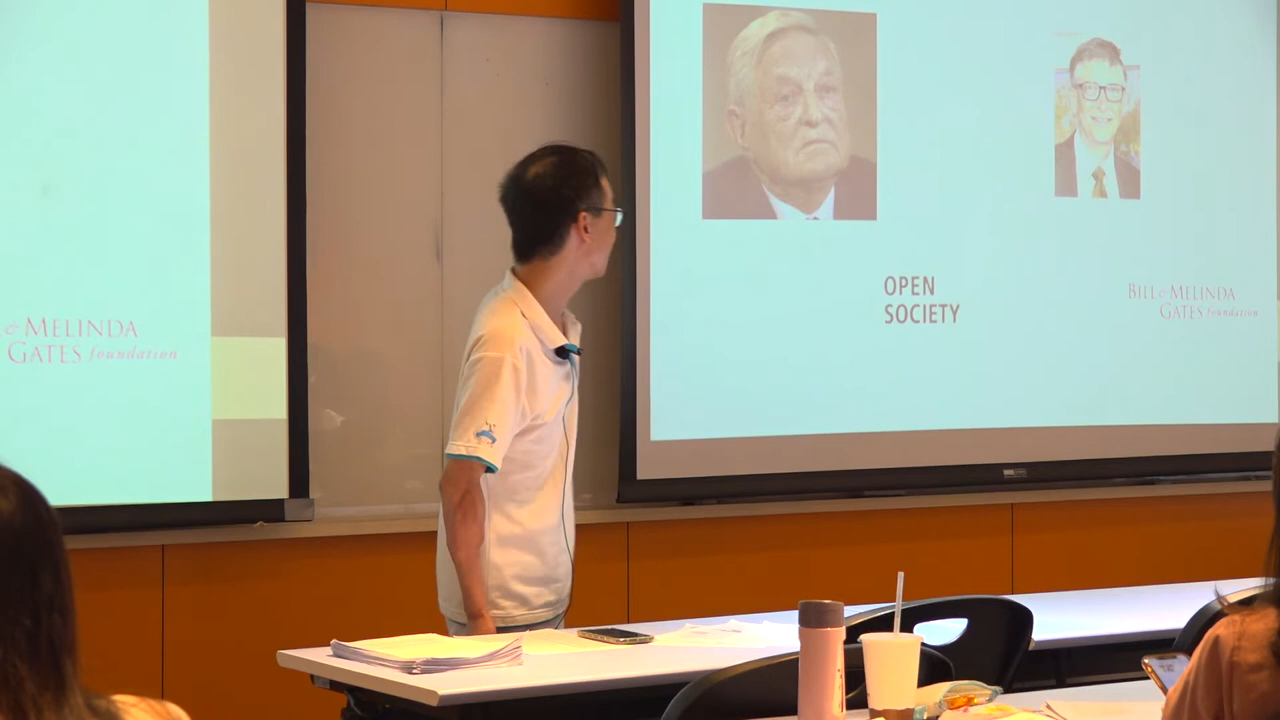 & MELINDA
GATES foundation
OPEN
SOCIETY
BILL & MELINDA
GATES foundation